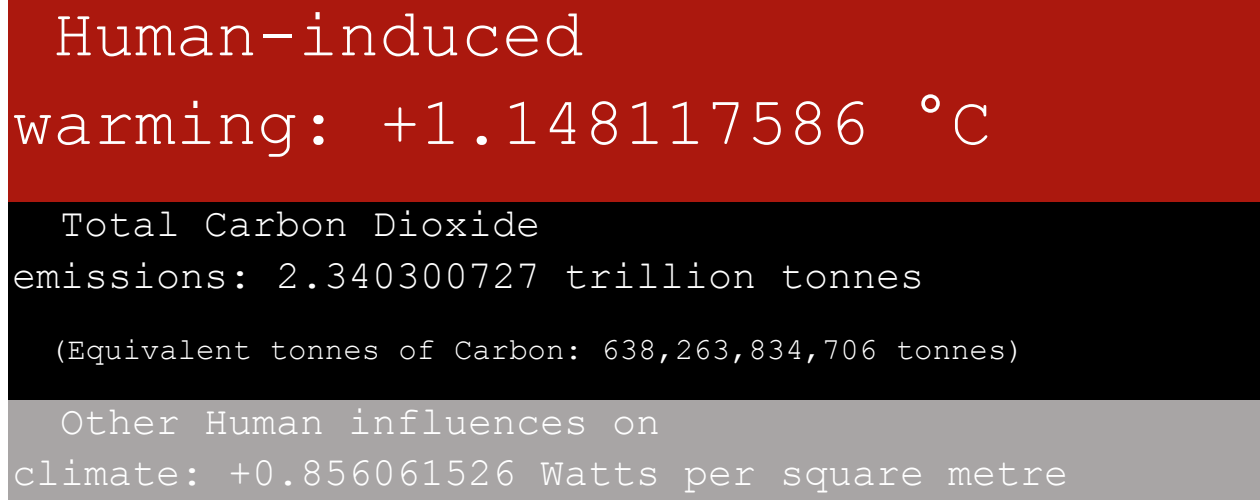 Human-induced
warming: +1.148117586 °C
Total Carbon Dioxide
emissions: 2.340300727 trillion tonnes
(Equivalent tonnes of Carbon: 638,263,834,706 tonnes)
Other Human influences on
climate: +0.856061526 Watts per square metre